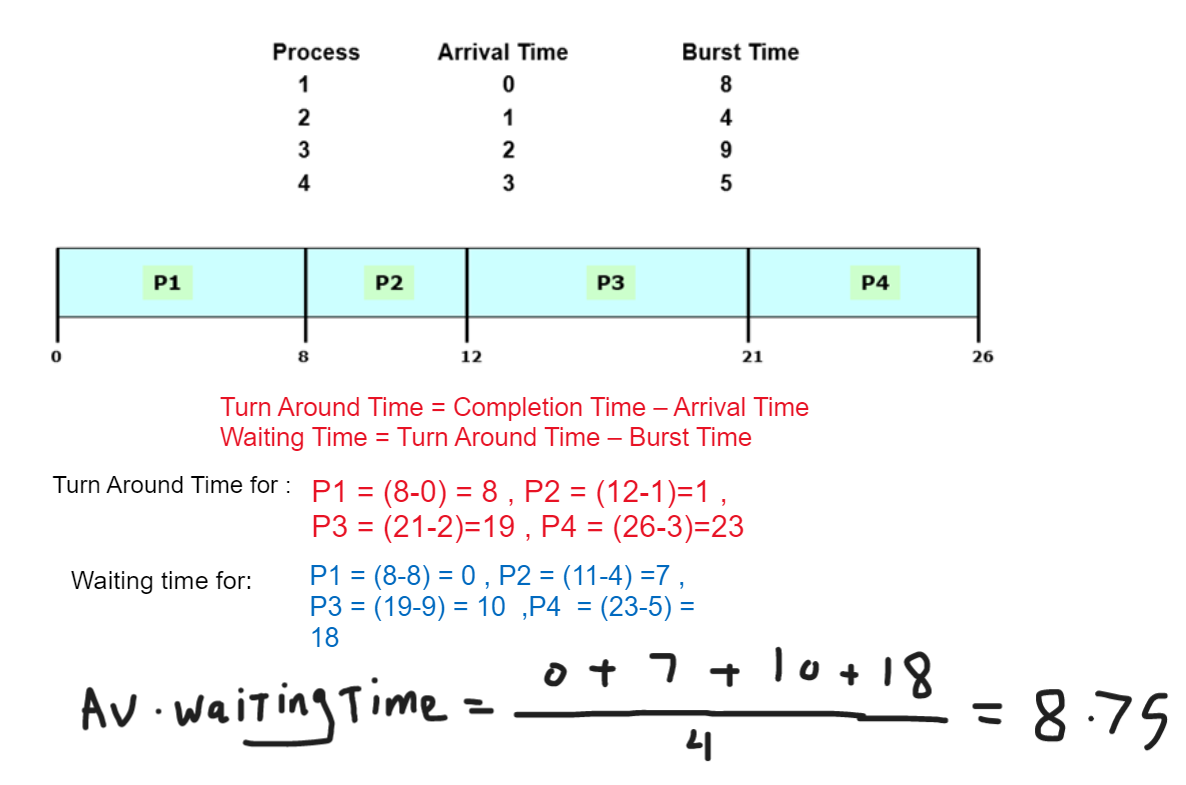 Process Arrival Time Burst Time
1 0 8
2 1 4
3 2 9
4 3 5
P1 P2 P3 P4
0 8 12 21 26
Turn Around Time = Completion Time – Arrival Time
Waiting Time = Turn Around Time – Burst Time
Turn Around Time for : P1 = (8-0) = 8 , P2 = (12-1)=1 ,
P3 = (21-2)=19 , P4 = (26-3)=23
Waiting time for: P1 = (8-8) = 0 , P2 = (11-4) =7 ,
P3 = (19-9) = 10 ,P4 = (23-5) =
18
0 + 7 + 10 + 18
Av . waiting Time = = 8.75
4